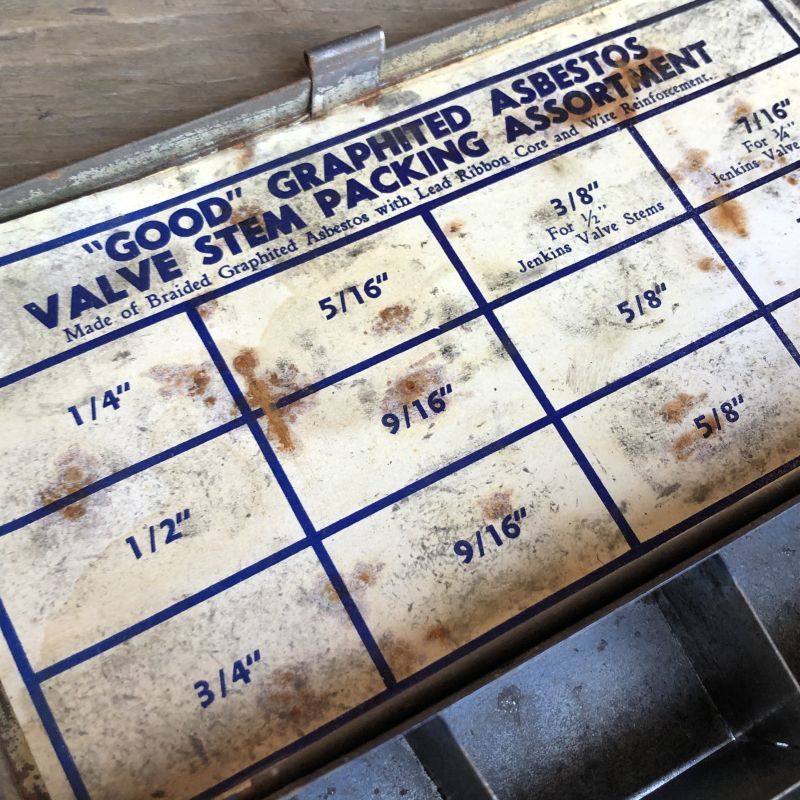 "GOOD" GRAPHITED ASBESTOS
VALVE STEM PACKING ASSORTMENT
Made of Braided Graphited Asbestos with Lead Ribbon Core and Wire Reinforcement.
1/4"
5/16"
3/8"
For 1/2"
Jenkins Valve Stems
7/16"
For 3/4"
Jenkins Valve
1/2"
9/16"
5/8"
3/4"
9/16"
5/8"